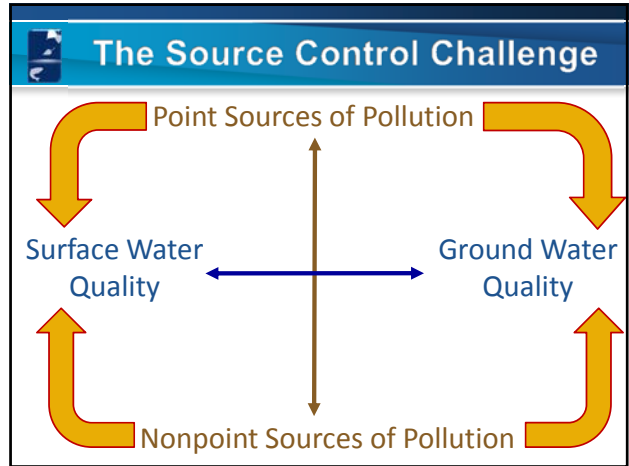 The Source Control Challenge
Point Sources of Pollution
Surface Water
Quality
Ground Water
Quality
Nonpoint Sources of Pollution